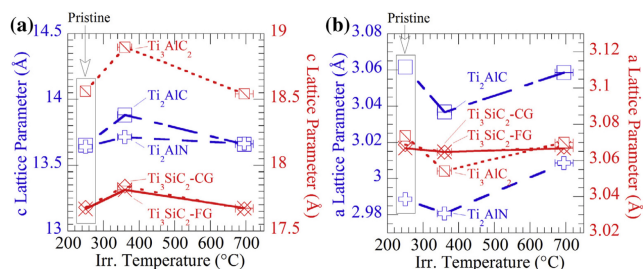 (a)
Pristine
14.5
14
13.5
13
c Lattice Parameter (Å)
19
18.5
18
17.5
c Lattice Parameter (Å)
Ti3AlC2
Ti2AlC
Ti2AlN
Ti3SiC2-CG
Ti3SiC2-FG
200 300 400 500 600 700 800
Irr. Temperature (°C)
(b)
Pristine
3.08
3.06
3.04
3.02
3
2.98
a Lattice Parameter (Å)
3.12
3.1
3.08
3.06
3.04
3.02
a Lattice Parameter (Å)
Ti2AlC
Ti3SiC2-CG
Ti3SiC2-FG
Ti3AlC2
Ti2AlN
200 300 400 500 600 700 800
Irr. Temperature (°C)